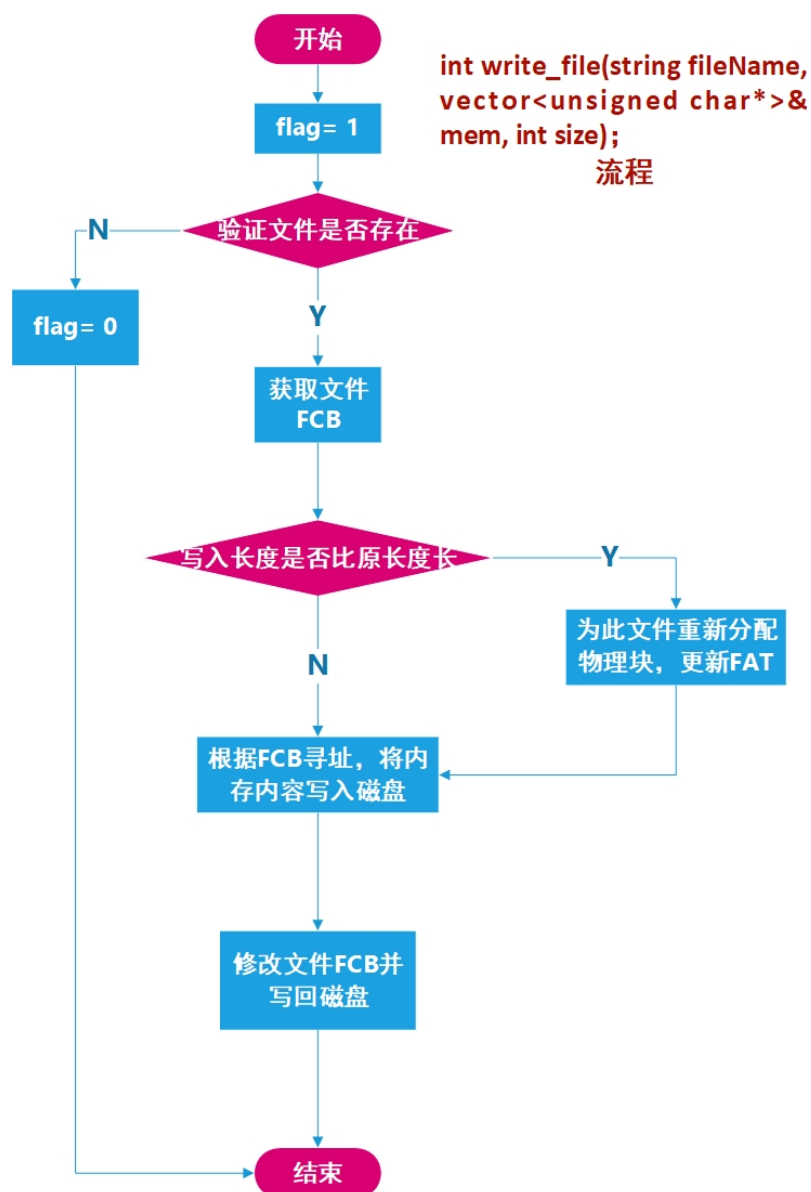 开始
int write_file(string fileName,
vector<unsigned char*>&
mem, int size);
流程
flag= 1
验证文件是否存在
N
Y
flag= 0
获取文件
FCB
写入长度是否比原长度长
Y
N
为此文件重新分配
物理块，更新FAT
根据FCB寻址，将内
存内容写入磁盘
修改文件FCB并
写回磁盘
结束